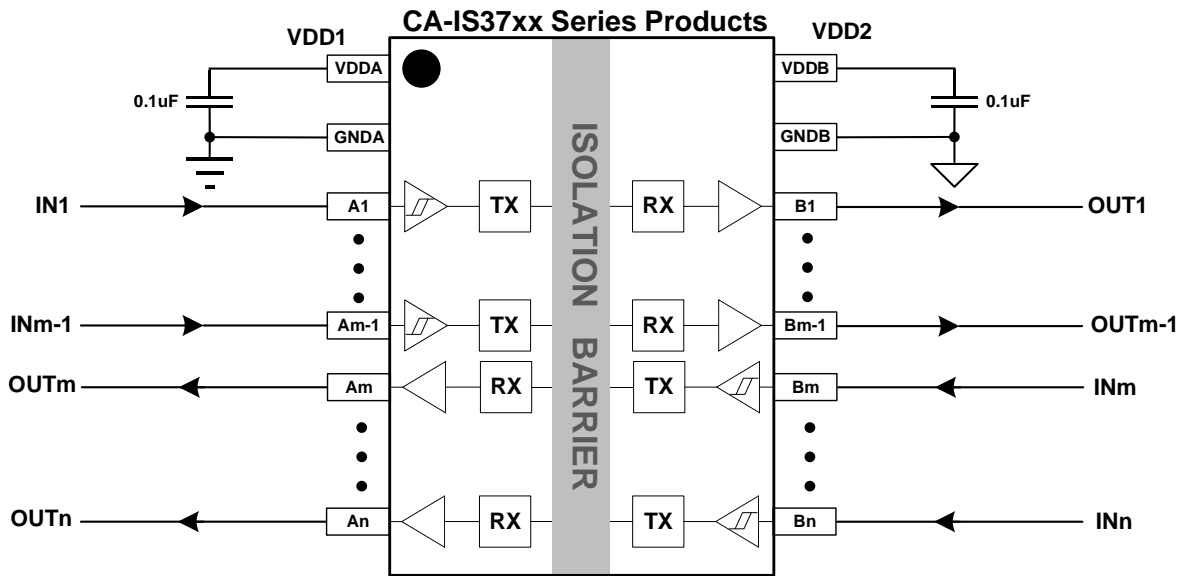 CA-IS37xx Series Products
VDD1
VDD2
VDDA
VDDB
0.1uF
0.1uF
GNDA
GNDB
ISOLATION BARRIER
IN1
A1
TX
RX
B1
OUT1
INm-1
Am-1
TX
RX
Bm-1
OUTm-1
OUTm
Am
RX
TX
Bm
INm
OUTn
An
RX
TX
Bn
INn